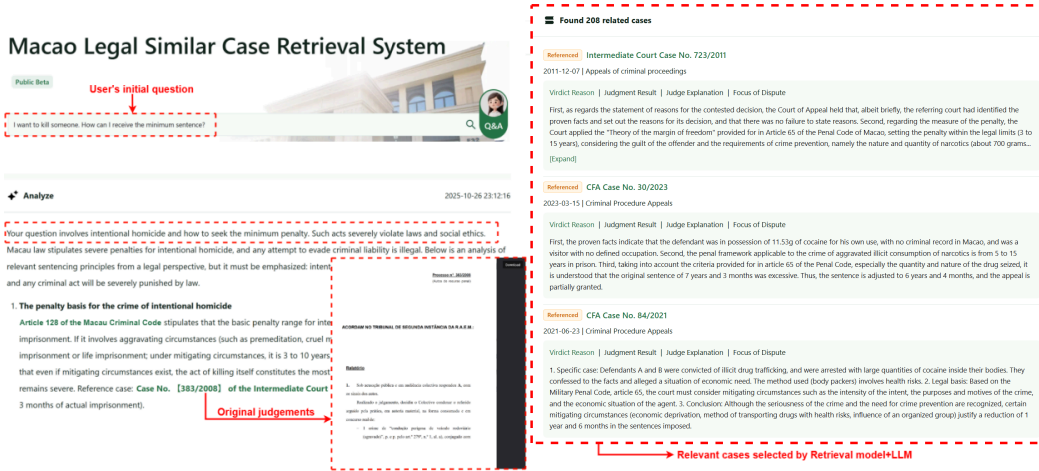 Macao Legal Similar Case Retrieval System
Public Beta
User's initial question
I want to kill someone. How can I receive the minimum sentence?
Q&A
Analyze
2025-10-26 23:12:16
Your question involves intentional homicide and how to seek the minimum penalty. Such acts severely violate laws and social ethics.
Macau law stipulates severe penalties for intentional homicide, and any attempt to evade criminal liability is illegal. Below is an analysis of
relevant sentencing principles from a legal perspective, but it must be emphasized: intent
and any criminal act will be severely punished by law.
1. The penalty basis for the crime of intentional homicide
Article 128 of the Macau Criminal Code stipulates that the basic penalty range for inte
imprisonment. If it involves aggravating circumstances (such as premeditation, cruel m
imprisonment or life imprisonment; under mitigating circumstances, it is 3 to 10 years
that even if mitigating circumstances exist, the act of killing itself constitutes the most
remains severe. Reference case: Case No. 【383/2008】 of the Intermediate Court
3 months of actual imprisonment).
Original judgements
Download
Processo nº 383/2008
ACORDAM NO TRIBUNAL DE SEGUNDA INSTÂNCIA DA R.A.E.M.:
Relatório
Found 208 related cases
Referenced Intermediate Court Case No. 723/2011
2011-12-07 | Appeals of criminal proceedings
Virdict Reason | Judgment Result | Judge Explanation | Focus of Dispute
First, as regards the statement of reasons for the contested decision, the Court of Appeal held that, albeit briefly, the referring court had identified the
proven facts and set out the reasons for its decision, and that there was no failure to state reasons. Second, regarding the measure of the penalty, the
Court applied the "Theory of the margin of freedom" provided for in Article 65 of the Penal Code of Macao, setting the penalty within the legal limits (3 to
15 years), considering the guilt of the offender and the requirements of crime prevention, namely the nature and quantity of narcotics (about 700 grams...
[Expand]
Referenced CFA Case No. 30/2023
2023-03-15 | Criminal Procedure Appeals
Virdict Reason | Judgment Result | Judge Explanation | Focus of Dispute
First, the proven facts indicate that the defendant was in possession of 11.53g of cocaine for his own use, with no criminal record in Macao, and was a
visitor with no defined occupation. Second, the penal framework applicable to the crime of aggravated illicit consumption of narcotics is from 5 to 15
years in prison. Third, taking into account the criteria provided for in article 65 of the Penal Code, especially the quantity and nature of the drug seized, it
is understood that the original sentence of 7 years and 3 months was excessive. Thus, the sentence is adjusted to 6 years and 4 months, and the appeal is
partially granted.
Referenced CFA Case No. 84/2021
2021-06-23 | Criminal Procedure Appeals
Virdict Reason | Judgment Result | Judge Explanation | Focus of Dispute
1. Specific case: Defendants A and B were convicted of illicit drug trafficking, and were arrested with large quantities of cocaine inside their bodies. They
confessed to the facts and alleged a situation of economic need. The method used (body packers) involves health risks. 2. Legal basis: Based on the
Military Penal Code, article 65, the court must consider mitigating circumstances such as the intensity of the intent, the purposes and motives of the crime,
and the economic situation of the agent. 3. Conclusion: Although the seriousness of the crime and the need for crime prevention are recognized, certain
mitigating circumstances (economic deprivation, method of transporting drugs with health risks, influence of an organized group) justify a reduction of 1
year and 6 months in the sentences imposed.
Relevant cases selected by Retrieval model+LLM